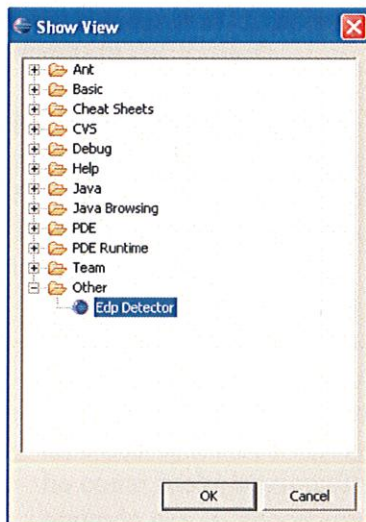 Show View
Ant
Basic
Cheat Sheets
CVS
Debug
Help
Java
Java Browsing
PDE
PDE Runtime
Team
Other
Edp Detector
OK
Cancel